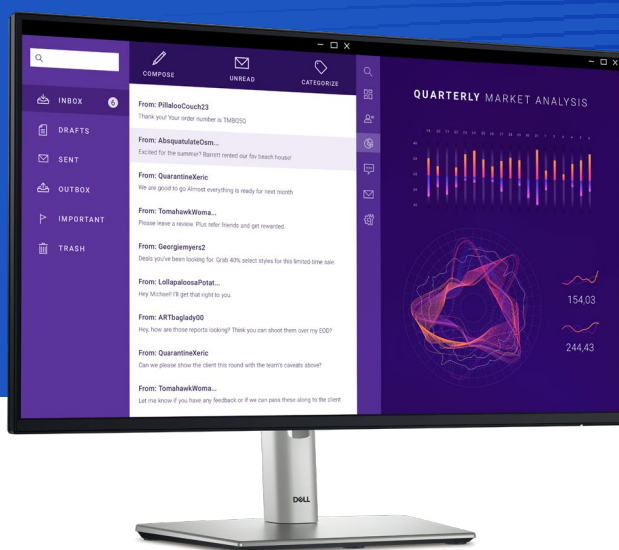 COMPOSE
UNREAD
CATEGORIZE
INBOX 6
DRAFTS
SENT
OUTBOX
IMPORTANT
TRASH
From: PillalooCouch23
Thank you! Your order number is TMBQ5Q
From: AbsquatulateOsm...
Excited for the summer? Barrett rented our fav beach house!
From: QuarantineXeric
We are good to go Almost everything is ready for next month
From: TomahawkWoma...
Please leave a review. Plus refer friends and get rewarded
From: Georgiemyers2
Deals you've been looking for. Grab 40% select styles for this limited-time sale
From: LollapaloosaPotat...
Hey Michael! I'll get that right to you.
From: ARTbaglady00
Hey, how are those reports looking? Think you can shoot them over my EOD?
From: QuarantineXeric
Can we please show the client this round with the team's caveats above?
From: TomahawkWoma...
Let me know if you have any feedback or if we can pass these along to the client
QUARTERLY MARKET ANALYSIS
154,03
244,43
DELL